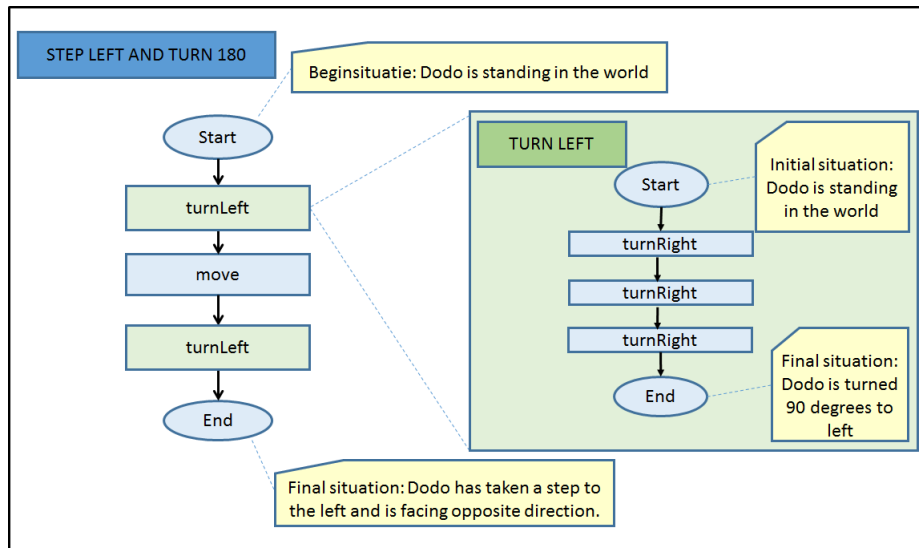 STEP LEFT AND TURN 180
Beginsituatie: Dodo is standing in the world
Start
turnLeft
move
turnLeft
End
Final situation: Dodo has taken a step to
the left and is facing opposite direction.
TURN LEFT
Start
Initial situation:
Dodo is standing
in the world
turnRight
turnRight
turnRight
End
Final situation:
Dodo is turned
90 degrees to
left